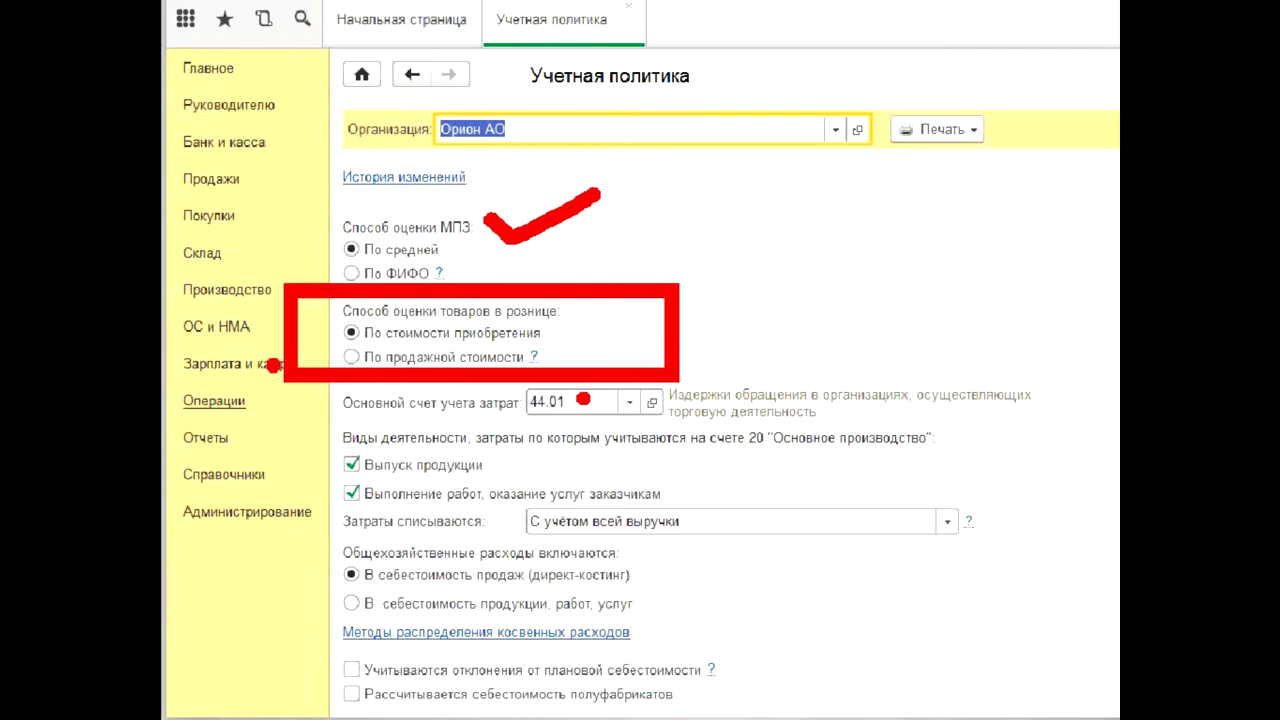 Начальная страница
Учетная политика
Главное
Руководителю
Банк и касса
Продажи
Покупки
Склад
Производство
ОС и НМА
Зарплата и
Операции
Отчеты
Справочники
Администрирование
Учетная политика
Организация: Орион АО
Печать
История изменений
Способ оценки МПЗ:
По средней
По ФИФО ?
Способ оценки товаров в рознице:
По стоимости приобретения
По продажной стоимости ?
Основной счет учета затрат: 44.01
Издержки обращения в организациях, осуществляющих
торговую деятельность
Виды деятельности, затраты по которым учитываются на счете 20 "Основное производство":
Выпуск продукции
Выполнение работ, оказание услуг заказчикам
Затраты списываются: С учётом всей выручки ?
Общехозяйственные расходы включаются:
В себестоимость продаж (директ-костинг)
В себестоимость продукции, работ, услуг
Методы распределения косвенных расходов
Учитываются отклонения от плановой себестоимости ?
Рассчитывается себестоимость полуфабрикатов